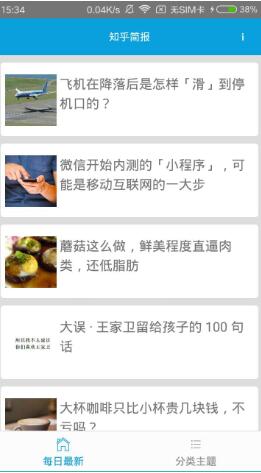 15:34 0.04K/s 无SIM卡 38%
知乎简报
飞机在降落后是怎样「滑」到停
机口的？
微信开始内测的「小程序」，可
能是移动互联网的一大步
蘑菇这么做，鲜美程度直逼肉
类，还低脂肪
大误 · 王家卫留给孩子的 100 句
话
大杯咖啡只比小杯贵几块钱，不
亏吗？
每日最新 分类主题